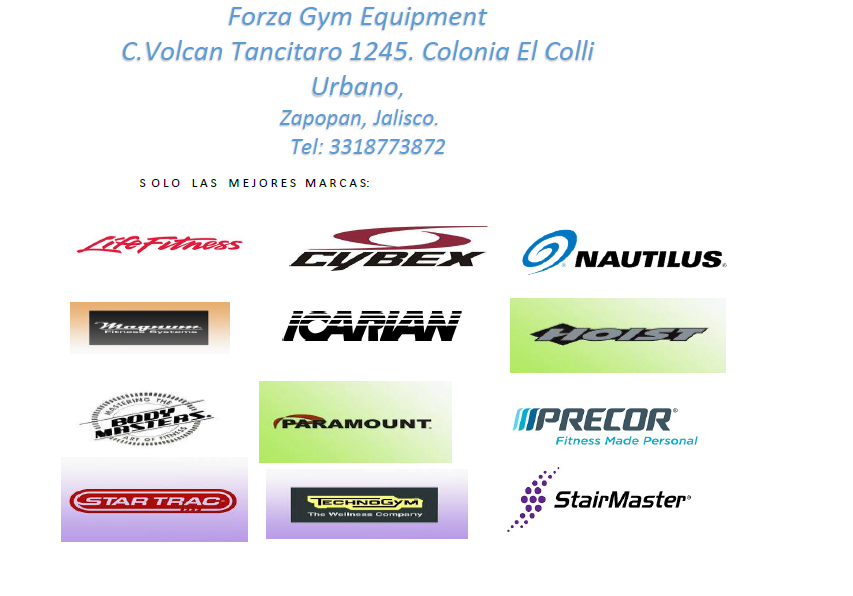 Forza Gym Equipment
C.Volcan Tancitaro 1245. Colonia El Colli
Urbano,
Zapopan, Jalisco.
Tel: 3318773872
SOLO LAS MEJORES MARCAS:
LifeFitness
CYBEX
NAUTILUS®
Magnum
Fitness Systems
ICARIAN
HOIST
MASTERING THE
BODY
MASTERS.
ART OF FITNESS
PARAMOUNT.
PRECOR®
Fitness Made Personal
STAR TRAC
TECHNOGYM
The Wellness Company
StairMaster®